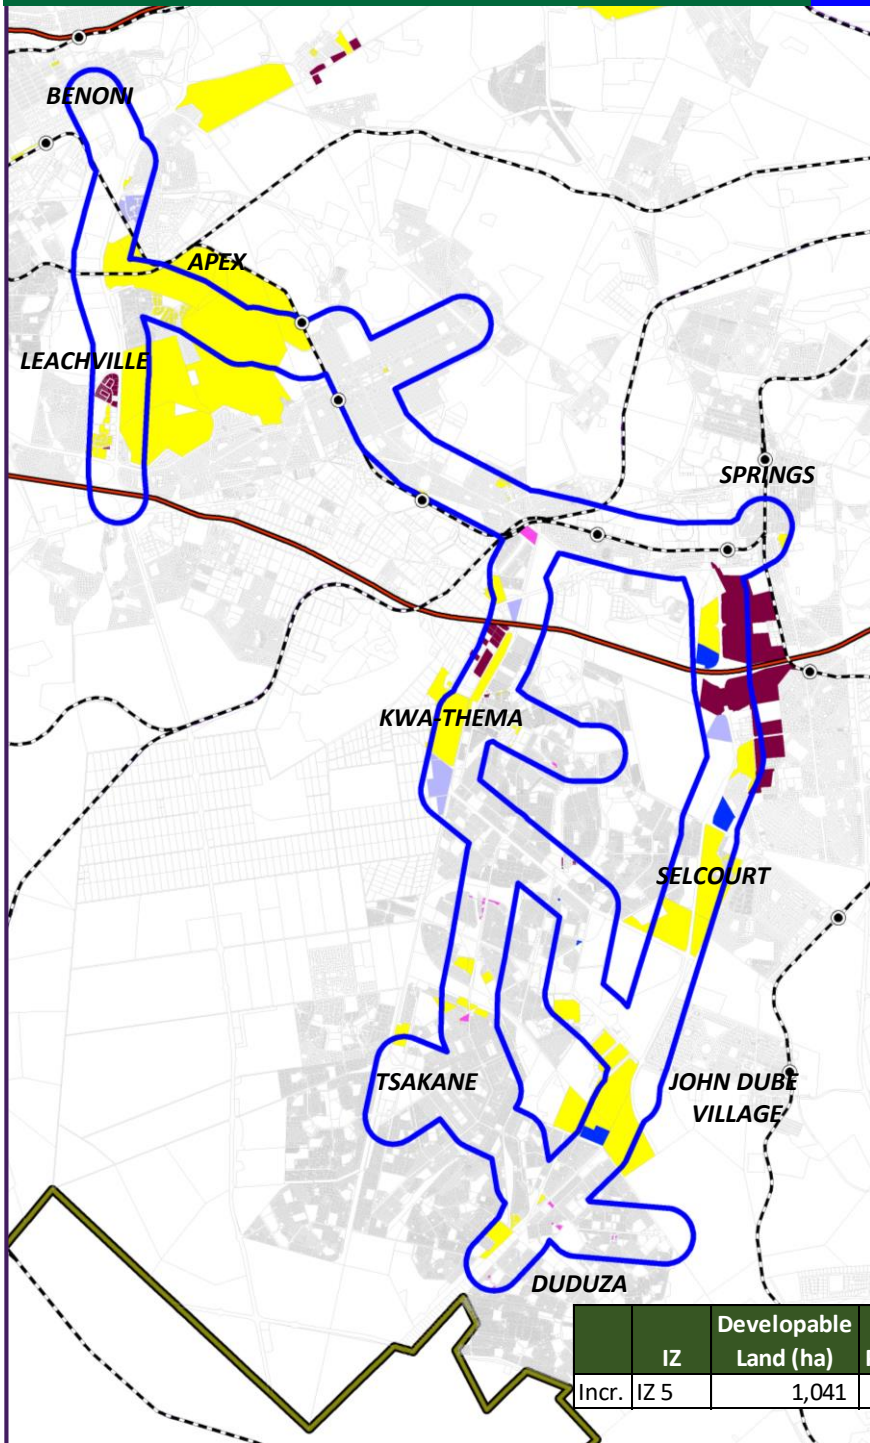 BENONI
APEX
LEACHVILLE
SPRINGS
KWA-THEMA
SELCOURT
TSAKANE
JOHN DUBE
VILLAGE
DUDUZA
IZ
Developable
Land (ha)
Incr. IZ 5 1,041